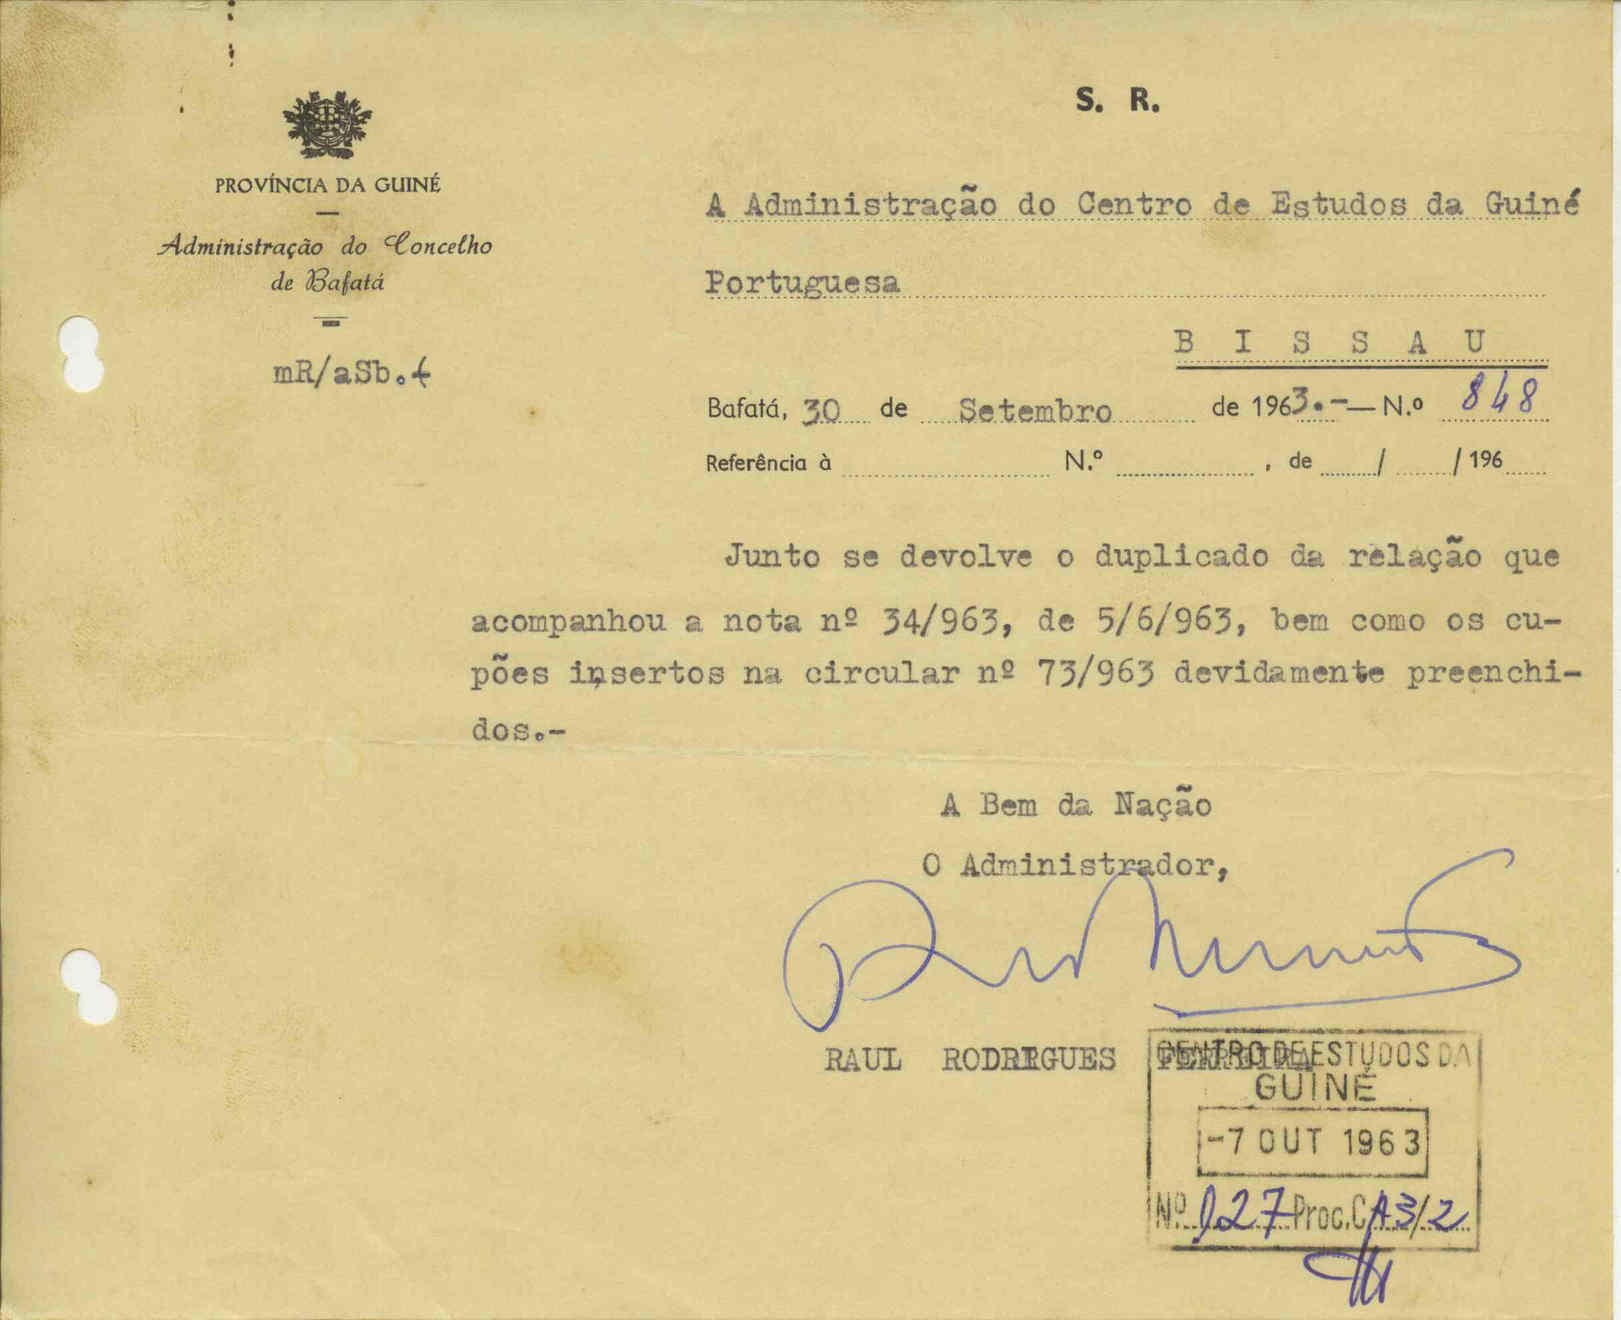 S. R.
PROVÍNCIA DA GUINÉ
Administração do Concelho
de Bafatá
mR/aSb.
A Administração do Centro de Estudos da Guiné
Portuguesa
B I S S A U
Bafatá, 30 de Setembro de 1963.-— N.º 848
Referência à N.º , de / / 196
Junto se devolve o duplicado da relação que
acompanhou a nota nº 34/963, de 5/6/963, bem como os cu-
pões insertos na circular nº 73/963 devidamente preenchi-
dos.-
A Bem da Nação
O Administrador,
RAUL RODRIGUES FERREIRA
CENTRO DE ESTUDOS DA
GUINÉ
-7 OUT 1963
Nº 127 Proc. CA3/2